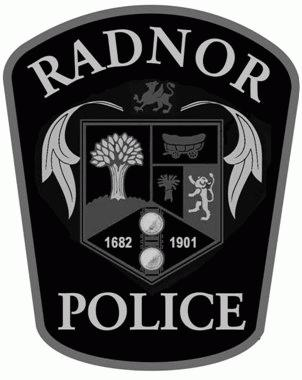 RADNOR
1682 1901
POLICE